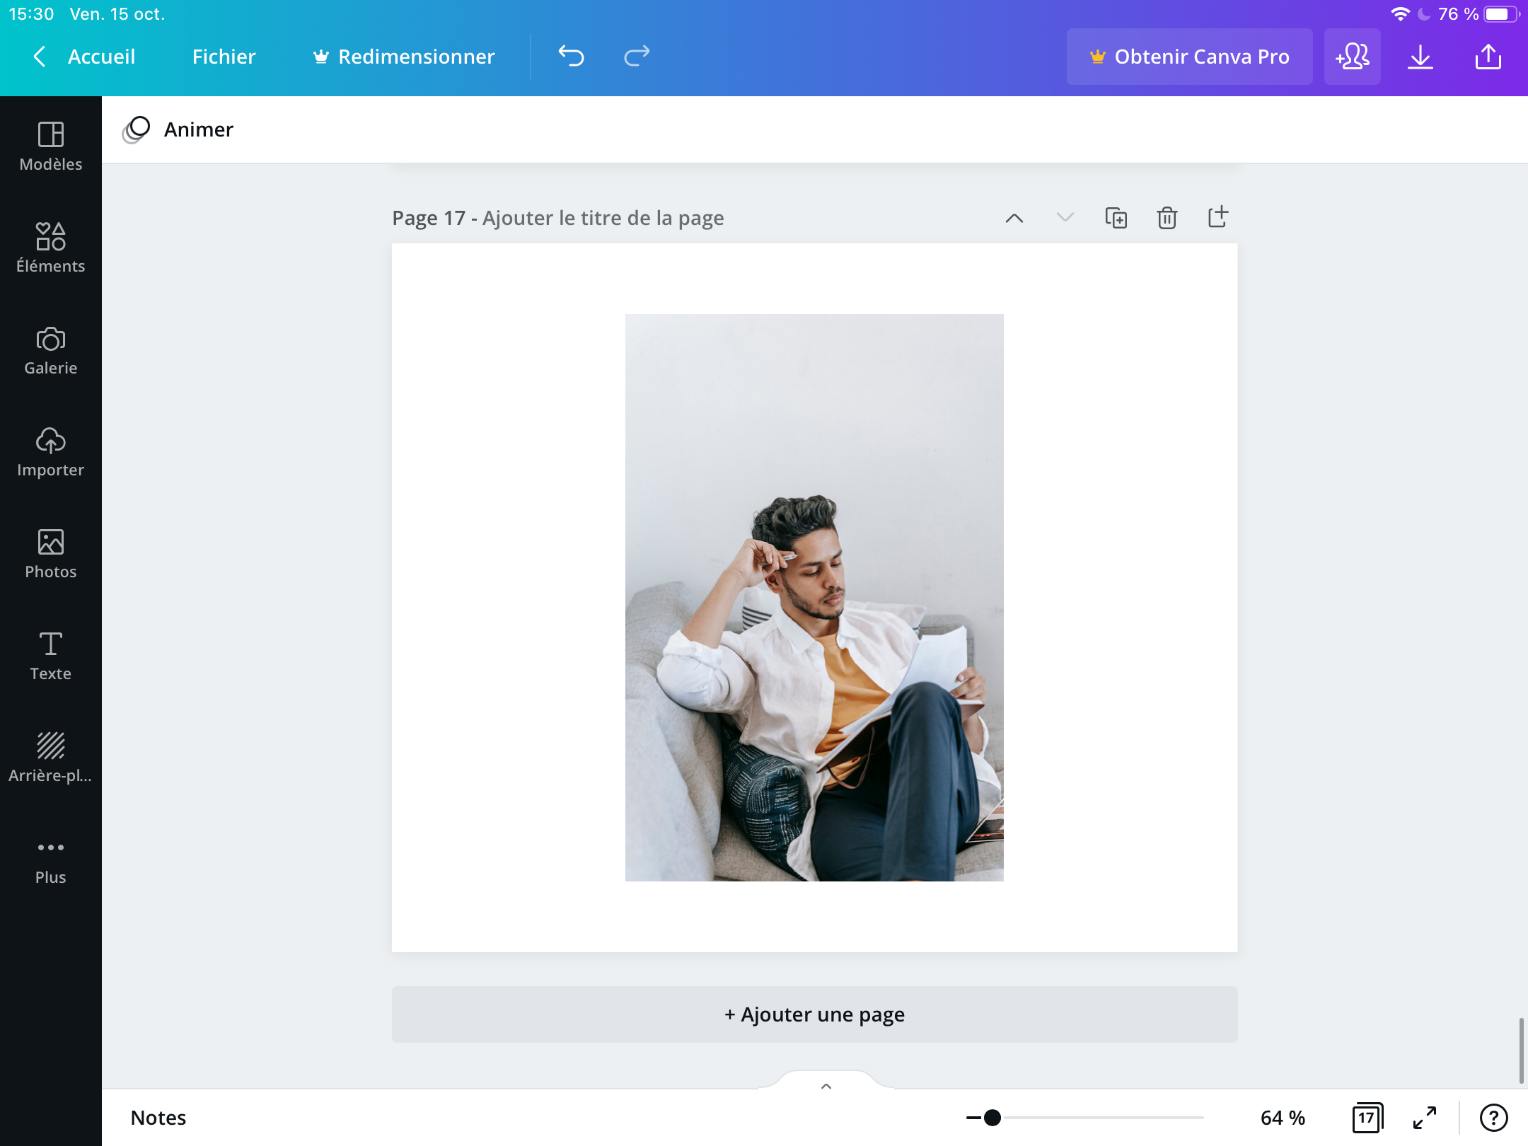 15:30 Ven. 15 oct. 76 %
Accueil Fichier Redimensionner Obtenir Canva Pro
Animer
Modèles
Éléments
Galerie
Importer
Photos
Texte
Arrière-pl...
Plus
Page 17 - Ajouter le titre de la page
+ Ajouter une page
Notes 64 % 17